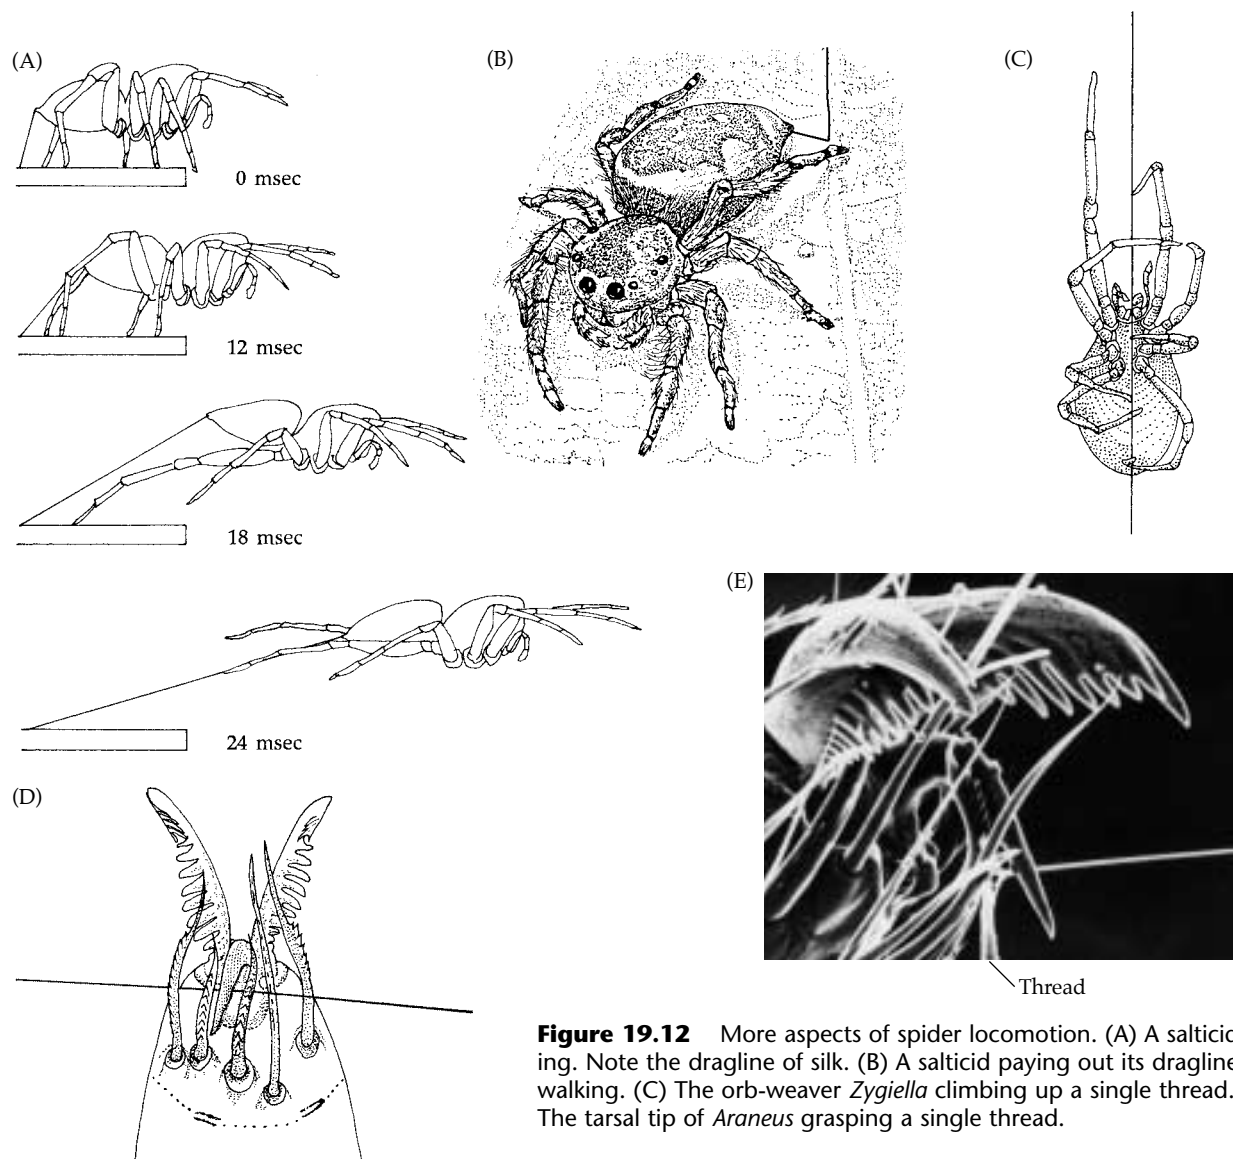 (A)
(B)
(C)
0 msec
12 msec
18 msec
24 msec
(D)
(E)
Thread
Figure 19.12 More aspects of spider locomotion. (A) A salticid
ing. Note the dragline of silk. (B) A salticid paying out its dragline
walking. (C) The orb-weaver Zygiella climbing up a single thread.
The tarsal tip of Araneus grasping a single thread.